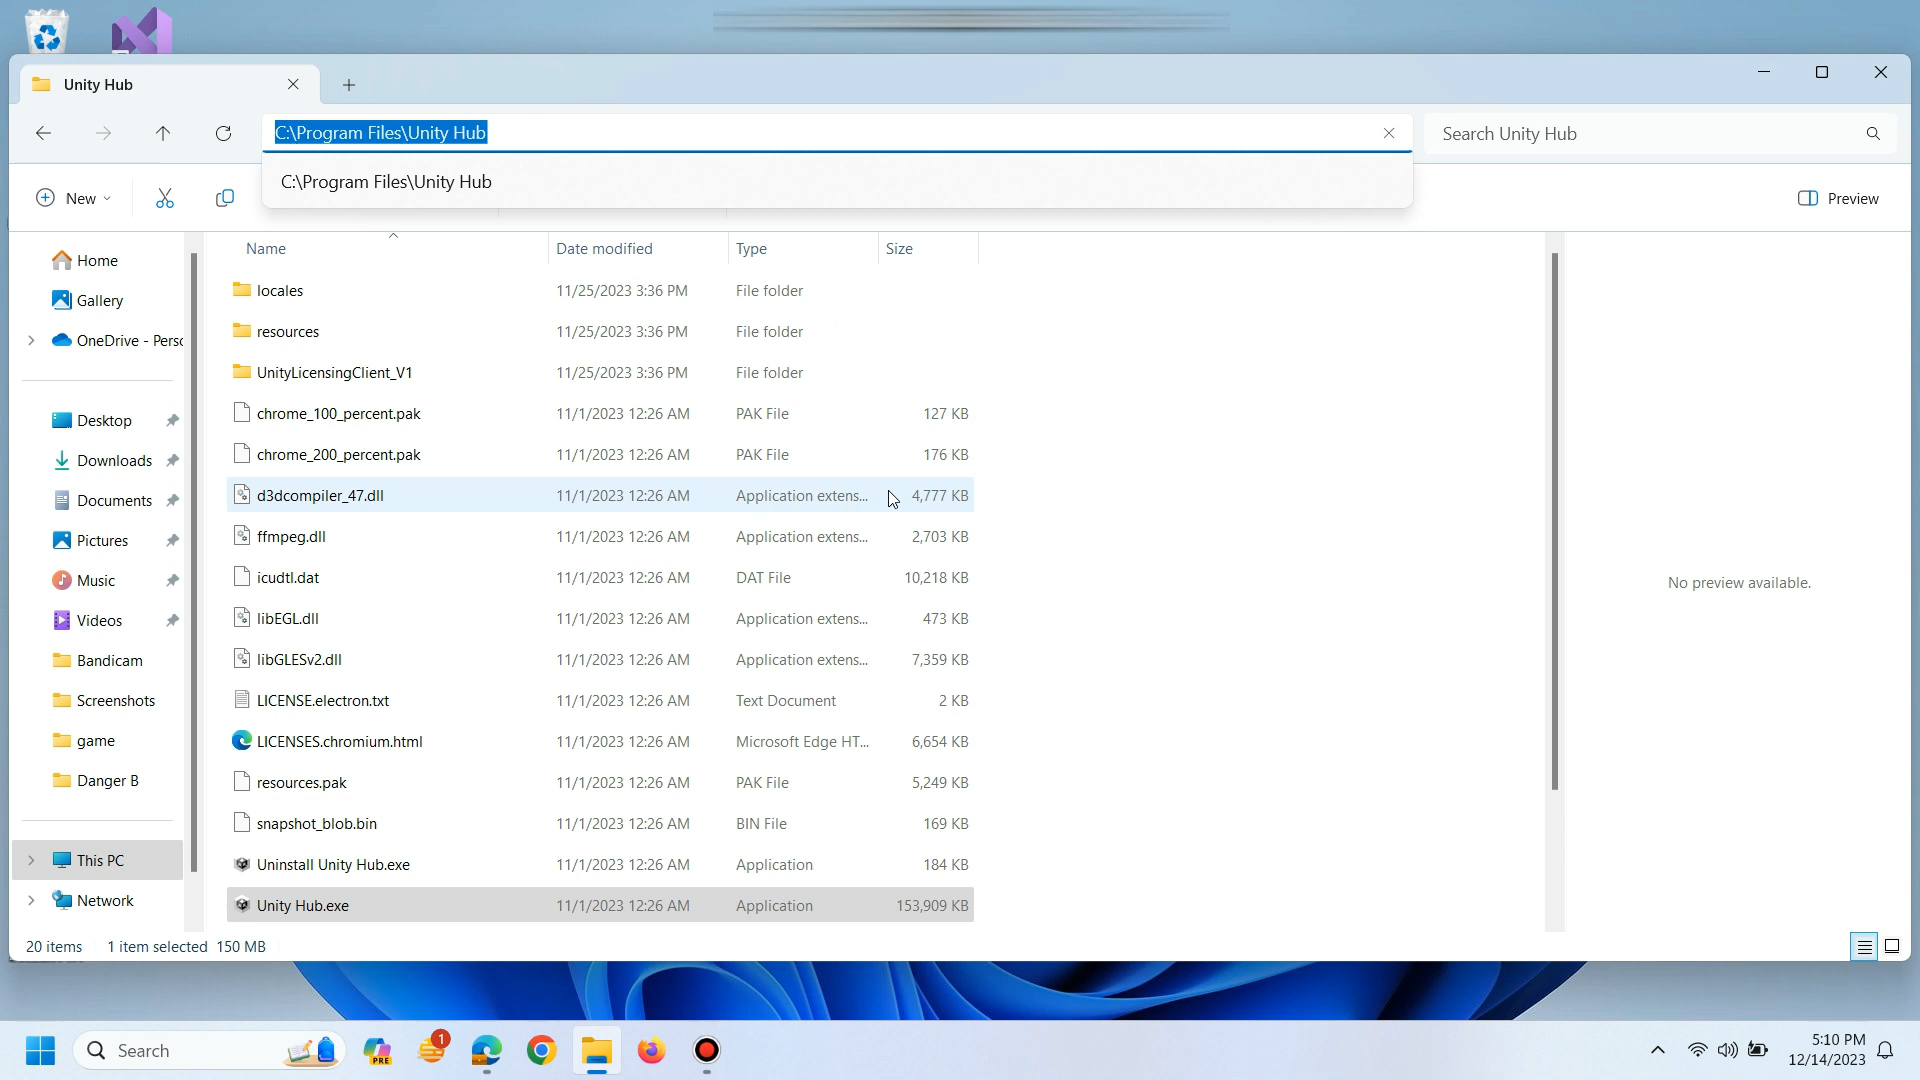 Unity Hub
C:\Program Files\Unity Hub
Search Unity Hub
C:\Program Files\Unity Hub
New
Preview
Name Date modified Type Size
Home
Gallery
OneDrive - Perso
Desktop
Downloads
Documents
Pictures
Music
Videos
Bandicam
Screenshots
game
Danger B
This PC
Network
locales 11/25/2023 3:36 PM File folder
resources 11/25/2023 3:36 PM File folder
UnityLicensingClient_V1 11/25/2023 3:36 PM File folder
chrome_100_percent.pak 11/1/2023 12:26 AM PAK File 127 KB
chrome_200_percent.pak 11/1/2023 12:26 AM PAK File 176 KB
d3dcompiler_47.dll 11/1/2023 12:26 AM Application extens... 4,777 KB
ffmpeg.dll 11/1/2023 12:26 AM Application extens... 2,703 KB
icudtl.dat 11/1/2023 12:26 AM DAT File 10,218 KB
libEGL.dll 11/1/2023 12:26 AM Application extens... 473 KB
libGLESv2.dll 11/1/2023 12:26 AM Application extens... 7,359 KB
LICENSE.electron.txt 11/1/2023 12:26 AM Text Document 2 KB
LICENSES.chromium.html 11/1/2023 12:26 AM Microsoft Edge HT... 6,654 KB
resources.pak 11/1/2023 12:26 AM PAK File 5,249 KB
snapshot_blob.bin 11/1/2023 12:26 AM BIN File 169 KB
Uninstall Unity Hub.exe 11/1/2023 12:26 AM Application 184 KB
Unity Hub.exe 11/1/2023 12:26 AM Application 153,909 KB
No preview available.
20 items 1 item selected 150 MB
Search
PRE
1
5:10 PM
12/14/2023